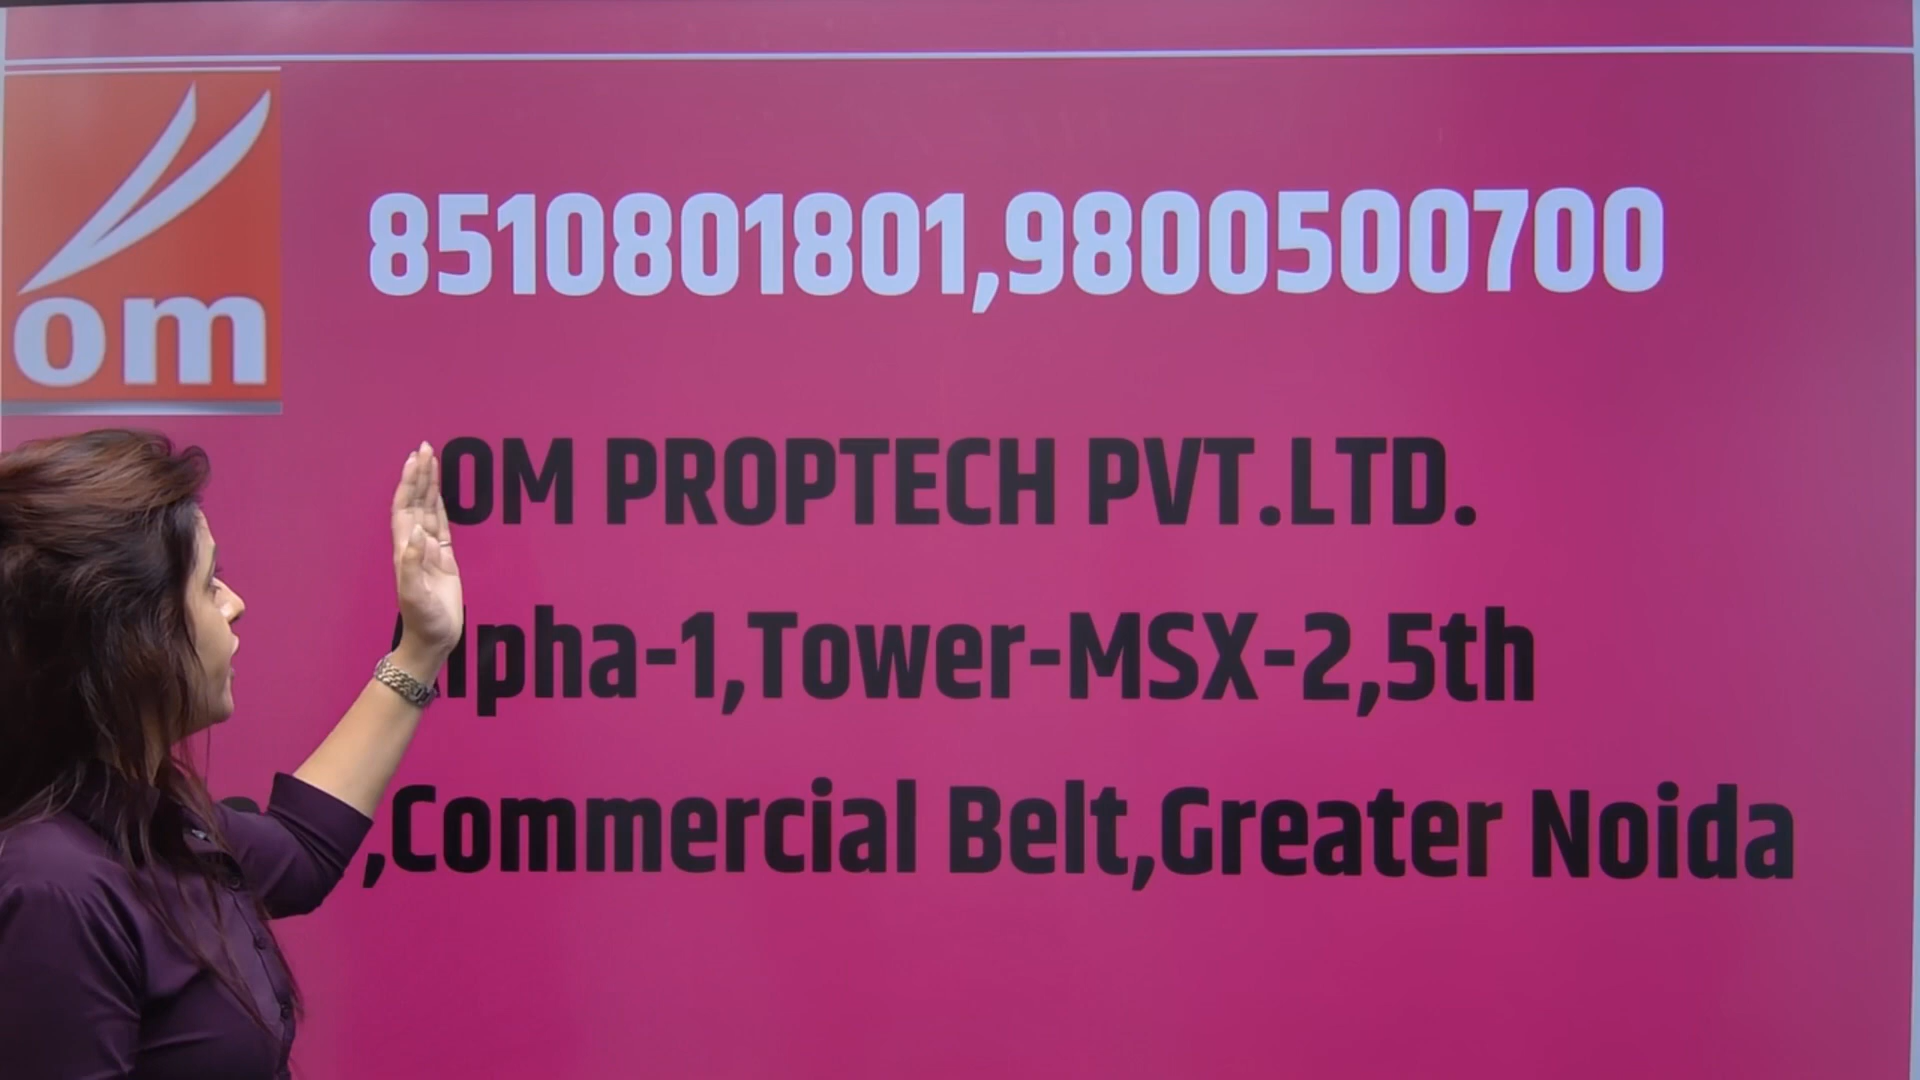 om
8510801801,9800500700
OM PROPTECH PVT.LTD.
lpha-1,Tower-MSX-2,5th
,Commercial Belt,Greater Noida